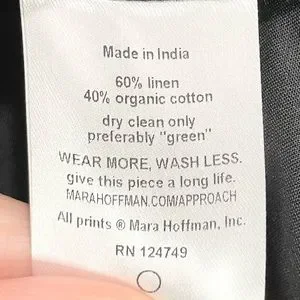 Made in India
60% linen
40% organic cotton
dry clean only
preferably "green"
WEAR MORE, WASH LESS.
give this piece a long life.
MARAHOFFMAN.COM/APPROACH
All prints ® Mara Hoffman, Inc.
RN 124749